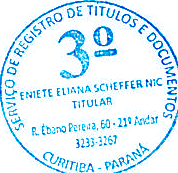 SERVIÇO DE REGISTRO DE TITULOS E DOCUMENTOS
3º
ENIETE ELIANA SCHEFFER NIC
TITULAR
R. Ébano Pereira, 60 - 21º Andar
3233-3267
CURITIBA - PARANÁ